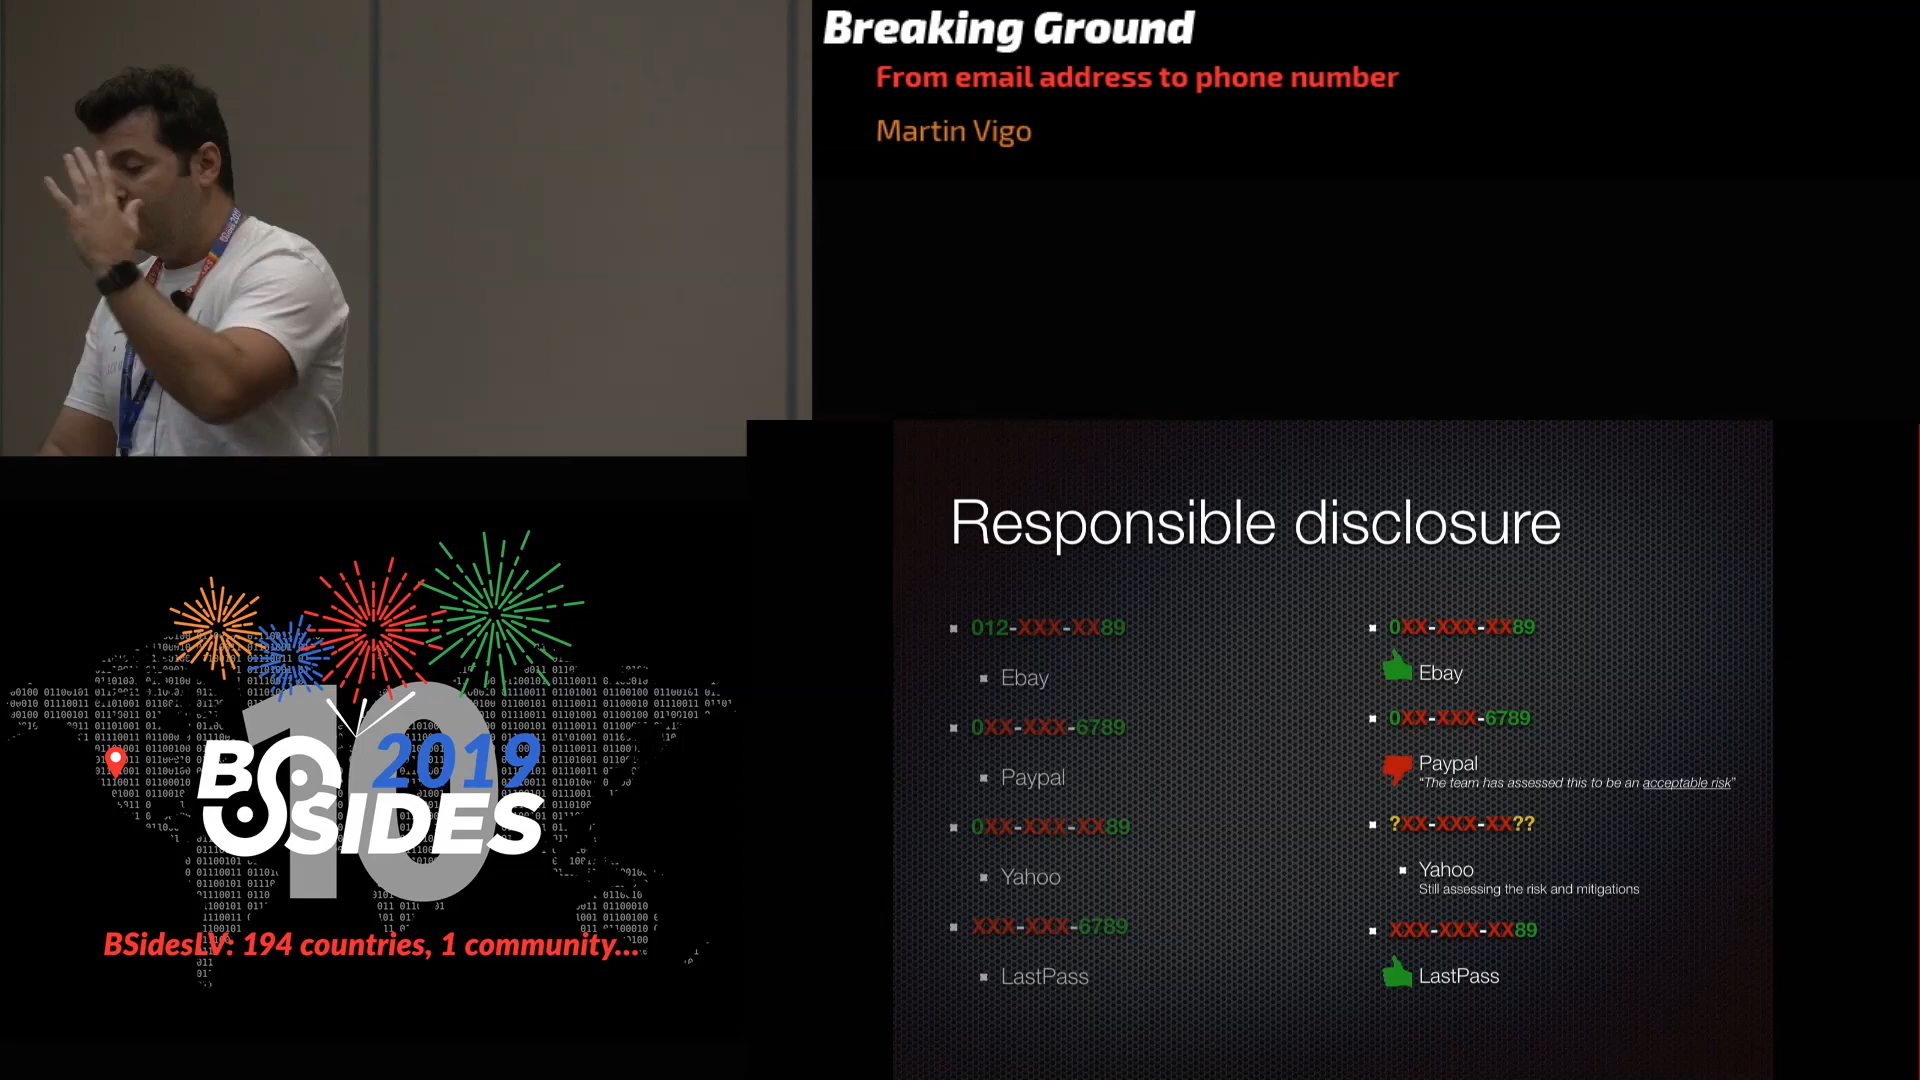 Breaking Ground
From email address to phone number
Martin Vigo
Responsible disclosure
012-XXX-XX89
Ebay
0XX-XXX-6789
Paypal
0XX-XXX-XX89
Yahoo
XXX-XXX-6789
LastPass
0XX-XXX-XX89
Ebay
0XX-XXX-6789
Paypal
“The team has assessed this to be an acceptable risk”
?XX-XXX-XX??
Yahoo
Still assessing the risk and mitigations
XXX-XXX-XX89
LastPass
10
2019
BSIDES
BSidesLV: 194 countries, 1 community...